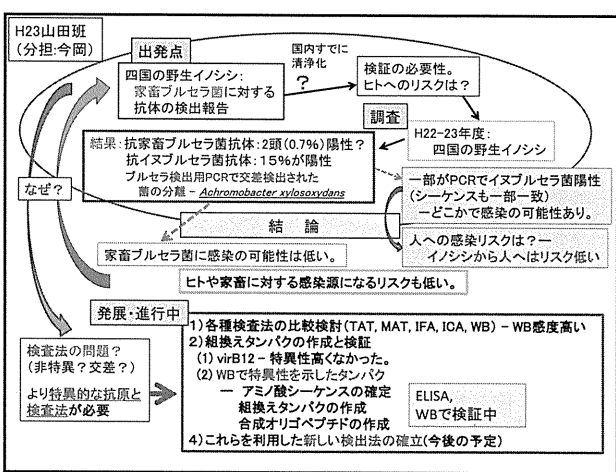 H23山田班
(分担:今岡)
出発点
四国の野生イノシシ:
家畜ブルセラ菌に対する
抗体の検出報告
国内すでに
清浄化
?
検証の必要性。
ヒトへのリスクは?
調査
H22-23年度:
四国の野生イノシシ
結果:抗家畜ブルセラ菌抗体:2頭(0.7%)陽性?
抗イヌブルセラ菌抗体:15%が陽性
ブルセラ検出用PCRで交差検出された
菌の分離 - Achromobacter xylosoxydans
一部がPCRでイヌブルセラ菌陽性
(シーケンスも一部一致)
ーどこかで感染の可能性あり。
なぜ?
結 論
人への感染リスクは?ー
イノシシから人へはリスク低い
家畜ブルセラ菌に感染の可能性は低い。
ヒトや家畜に対する感染源になるリスクも低い。
発展・進行中
検査法の問題?
(非特異?交差?)
より特異的な抗原と
検査法が必要
1)各種検査法の比較検討(TAT, MAT, IFA, ICA, WB) - WB感度高い
2)組換えタンパクの作成と検証
(1) virB12 - 特異性高くなかった。
(2) WBで特異性を示したタンパク
ー アミノ酸シーケンスの確定
組換えタンパクの作成
合成オリゴペプチドの作成
ELISA,
WBで検証中
4)これらを利用した新しい検出法の確立(今後の予定)